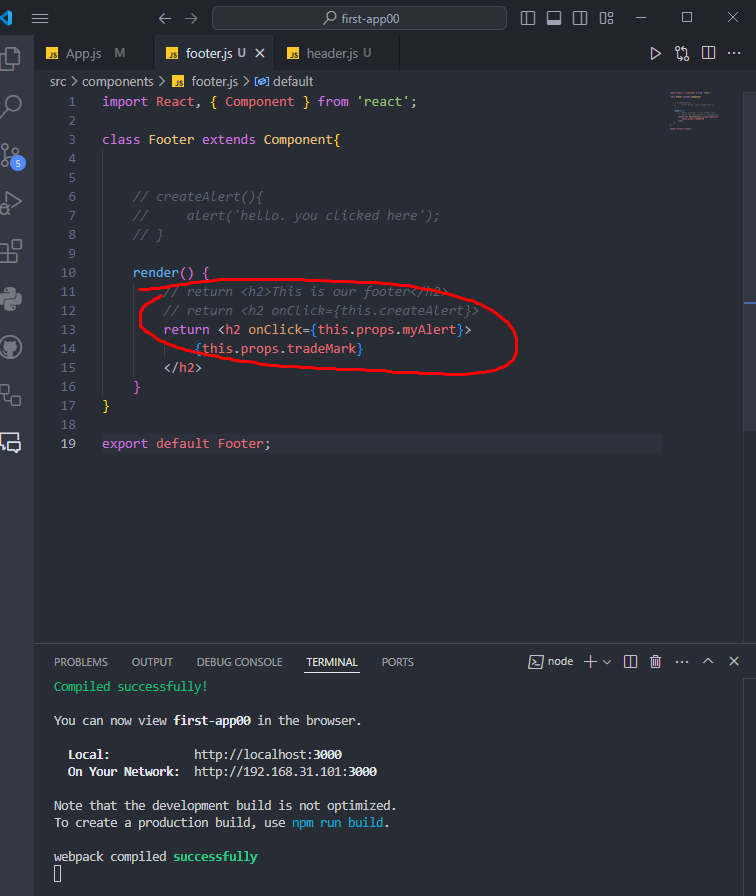 first-app00
JS App.js M
JS footer.js U
JS header.js U
src > components > JS footer.js > default
1 import React, { Component } from 'react';
2
3 class Footer extends Component{
4
5
6 // createAlert(){
7 //     alert('hello. you clicked here');
8 // }
9
10 render() {
11 // return <h2>This is our footer</h2>
12 // return <h2 onClick={this.createAlert}>
13 return <h2 onClick={this.props.myAlert}>
14 {this.props.tradeMark}
15 </h2>
16 }
17 }
18
19 export default Footer;
5
PROBLEMS OUTPUT DEBUG CONSOLE TERMINAL PORTS node
Compiled successfully!
You can now view first-app00 in the browser.
Local: http://localhost:3000
On Your Network: http://192.168.31.101:3000
Note that the development build is not optimized.
To create a production build, use npm run build.
webpack compiled successfully